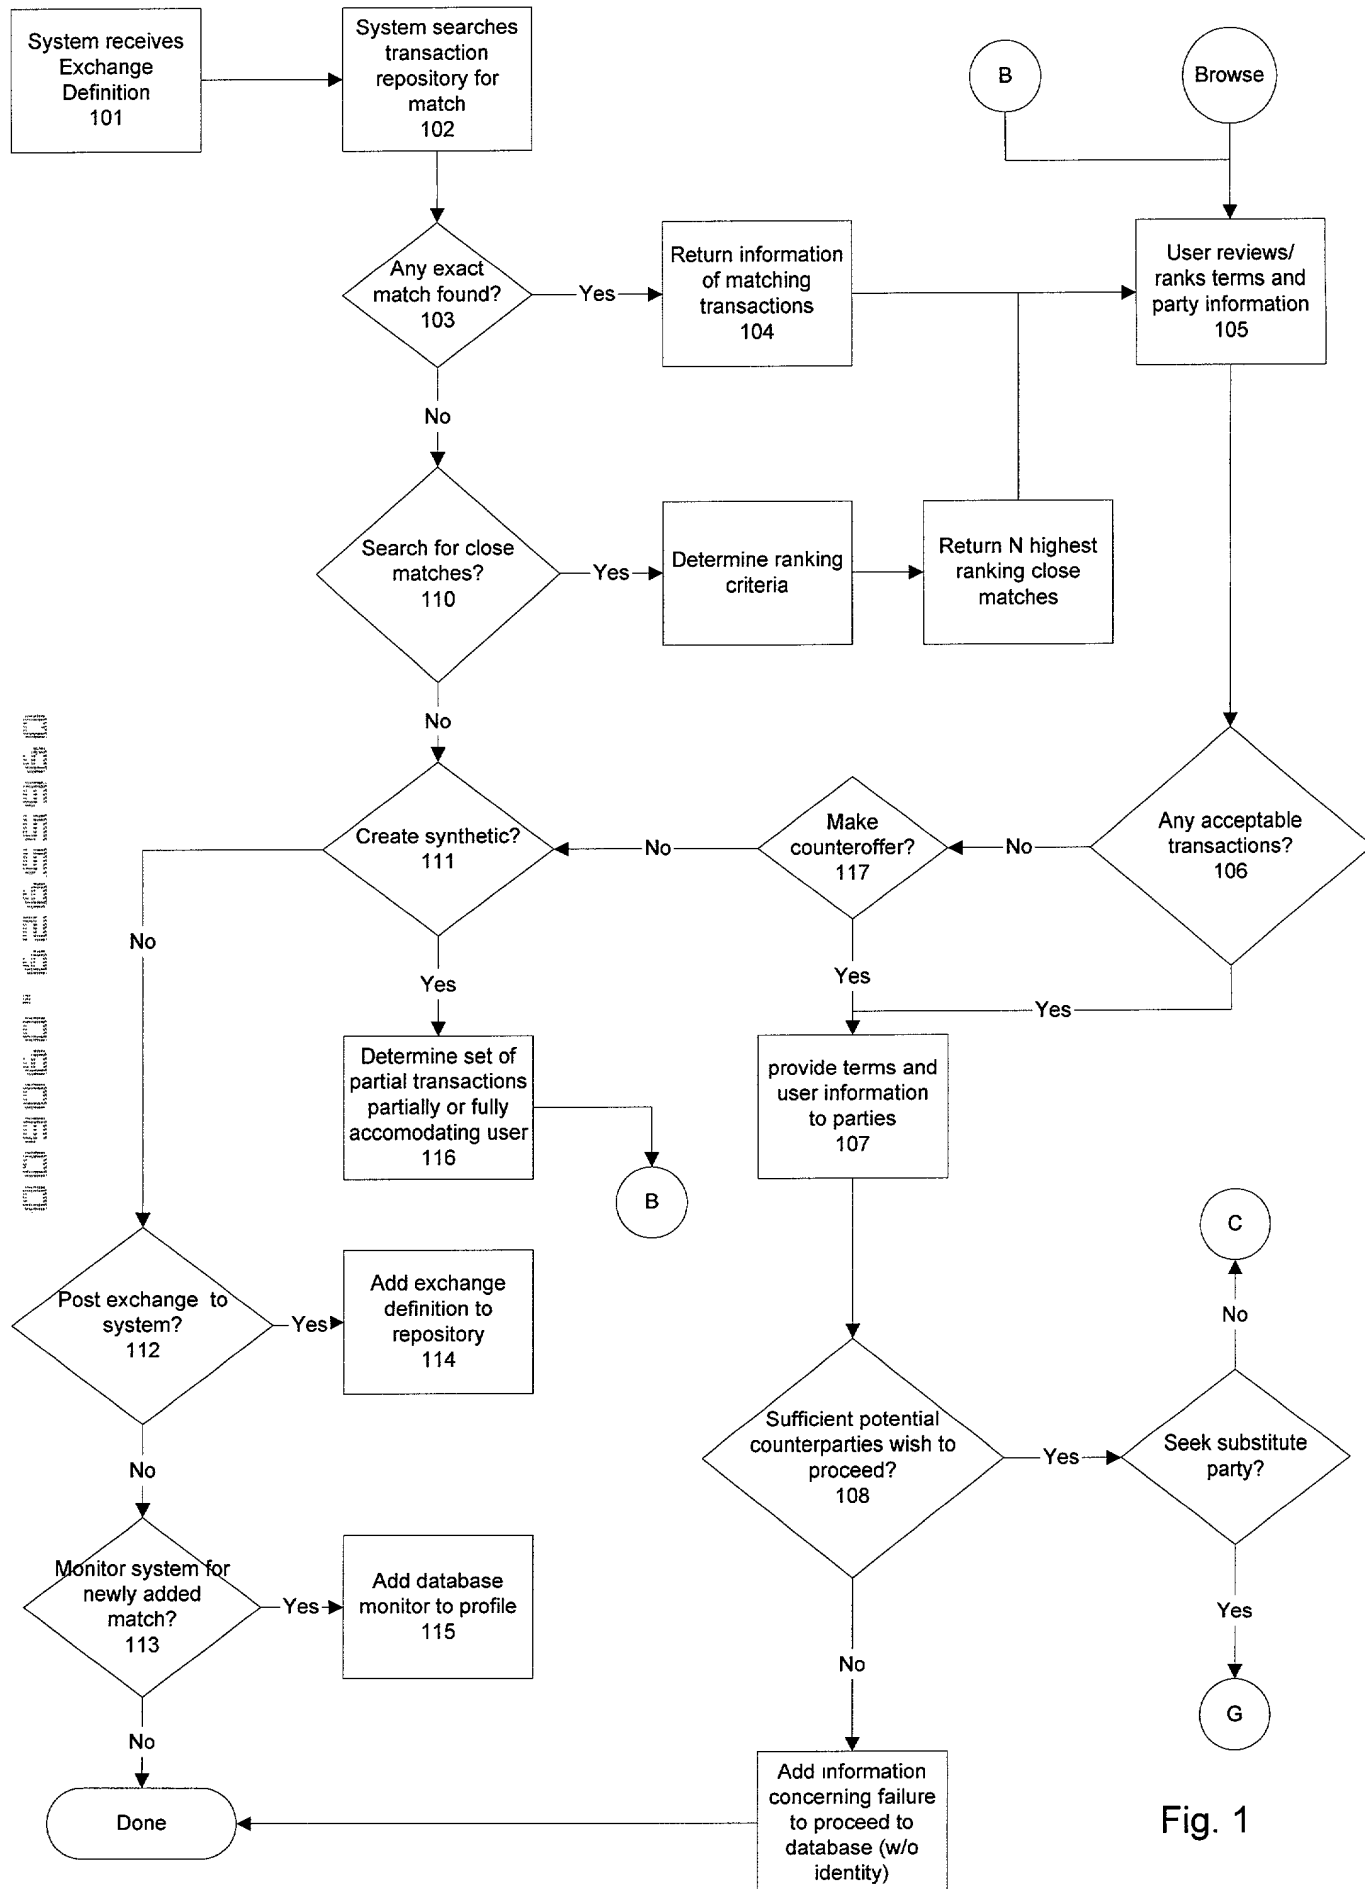 System receives
Exchange
Definition
101
System searches
transaction
repository for
match
102
B
Browse
Any exact
match found?
103
Yes
Return information
of matching
transactions
104
User reviews/
ranks terms and
party information
105
No
Search for close
matches?
110
Yes
Determine ranking
criteria
Return N highest
ranking close
matches
No
Create synthetic?
111
No
Make
counteroffer?
117
No
Any acceptable
transactions?
106
No
Yes
Yes
Yes
Determine set of
partial transactions
partially or fully
accomodating user
116
B
provide terms and
user information
to parties
107
C
No
Post exchange to
system?
112
Yes
Add exchange
definition to
repository
114
Sufficient potential
counterparties wish to
proceed?
108
Yes
Seek substitute
party?
No
Monitor system for
newly added
match?
113
Yes
Add database
monitor to profile
115
No
Yes
G
No
Done
Add information
concerning failure
to proceed to
database (w/o
identity)
Fig. 1